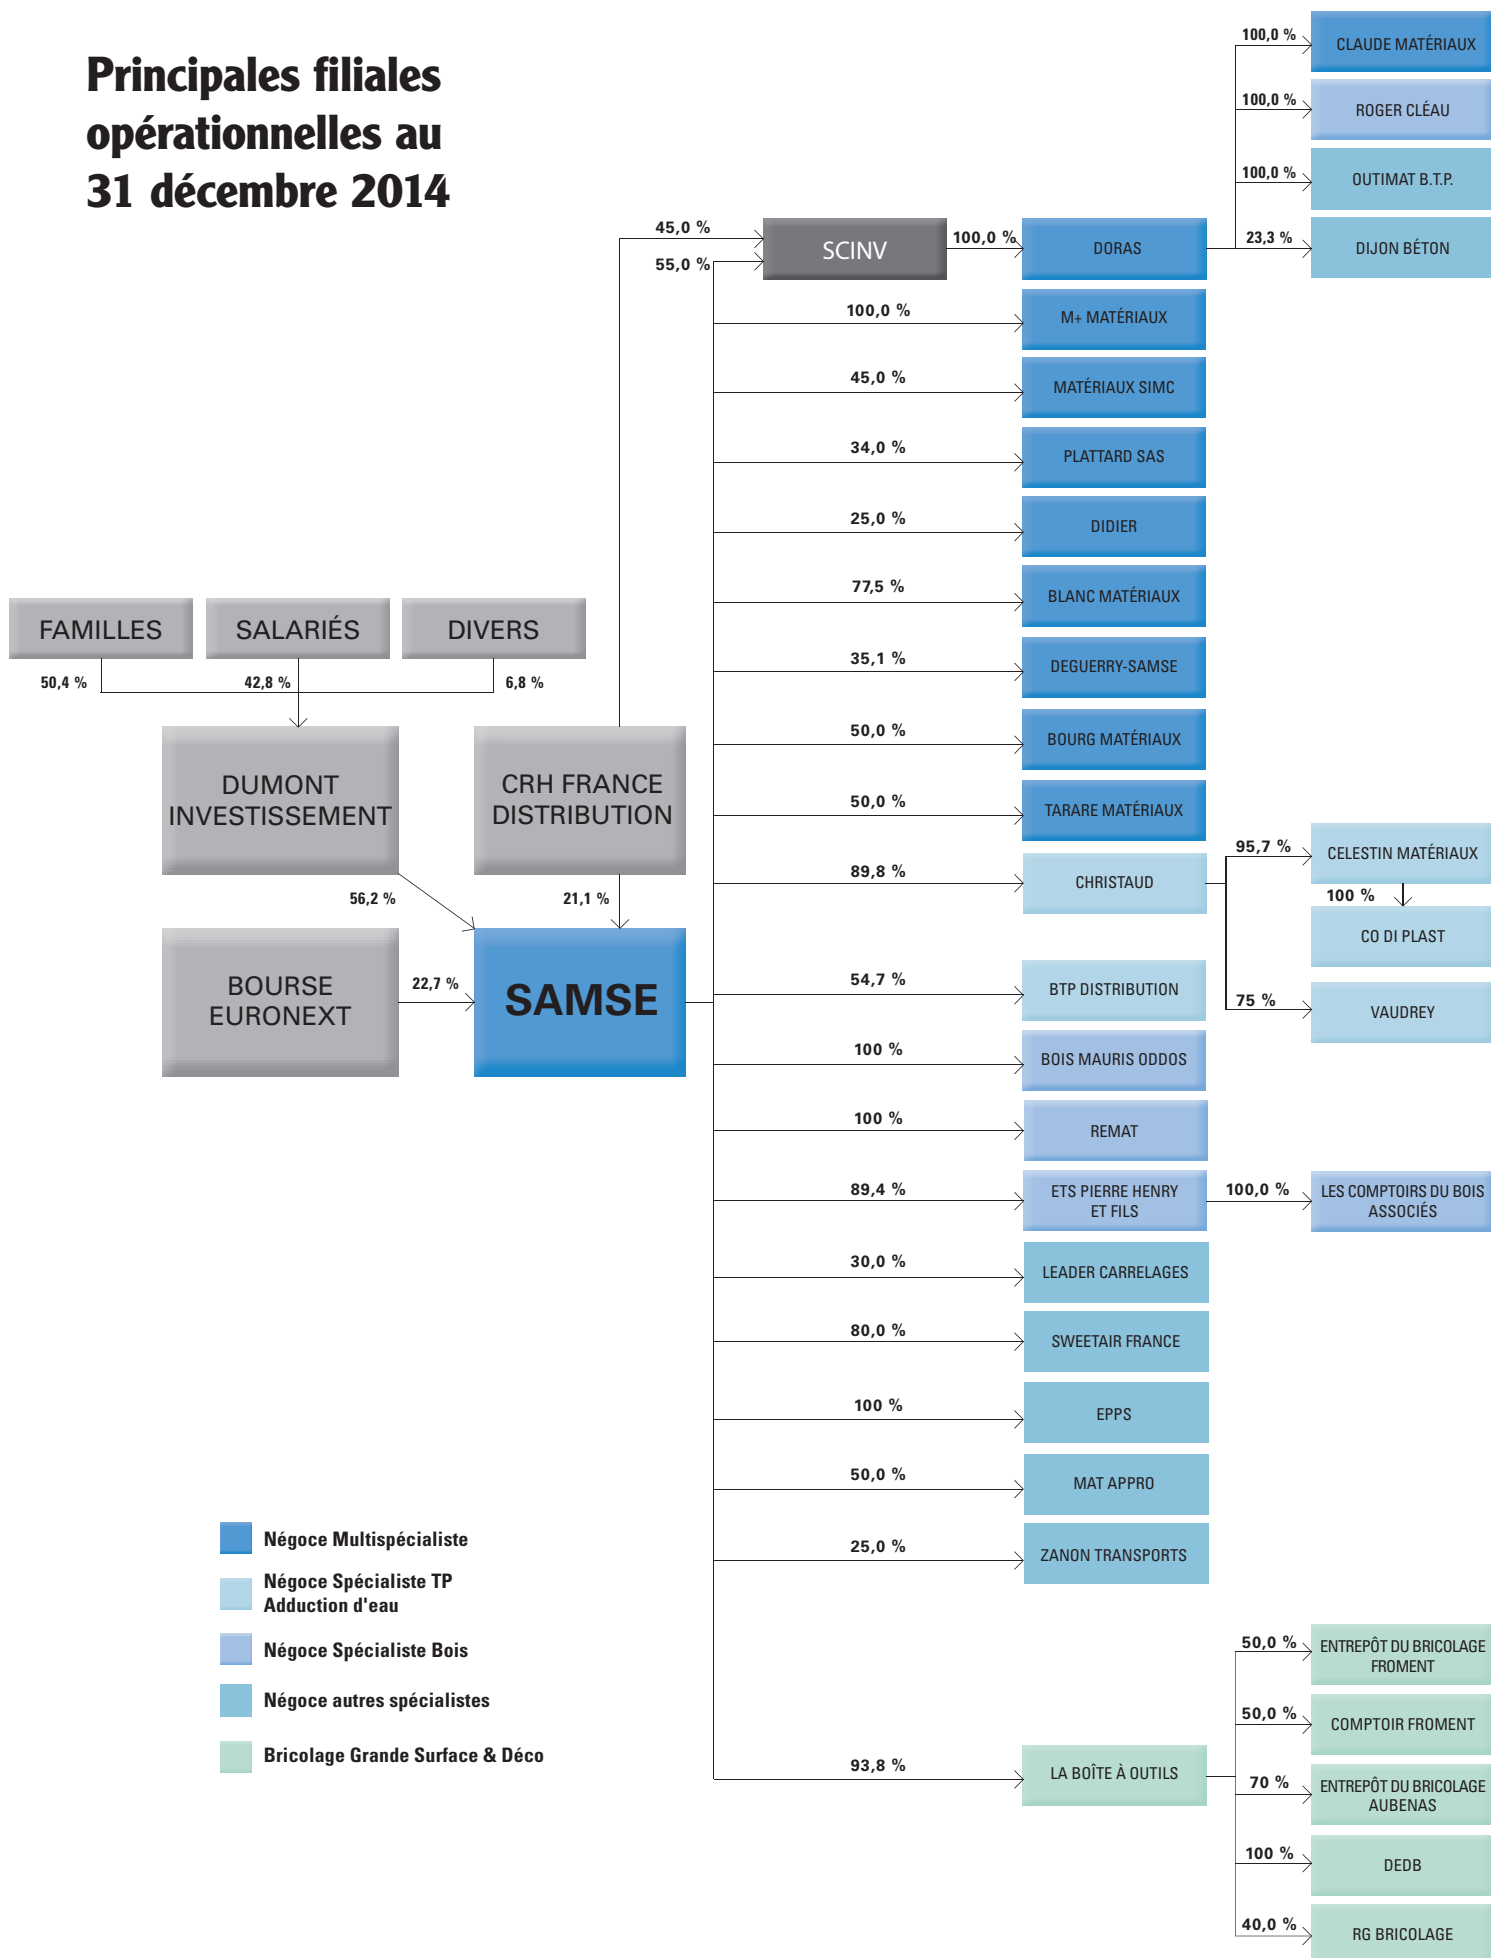 Principales filiales
opérationnelles au
31 décembre 2014
100,0 %
CLAUDE MATÉRIAUX
100,0 %
ROGER CLÉAU
100,0 %
OUTIMAT B.T.P.
23,3 %
DIJON BÉTON
45,0 %
55,0 %
SCINV
100,0 %
DORAS
100,0 %
M+ MATÉRIAUX
45,0 %
MATÉRIAUX SIMC
34,0 %
PLATTARD SAS
25,0 %
DIDIER
77,5 %
BLANC MATÉRIAUX
35,1 %
DEGUERRY-SAMSE
50,0 %
BOURG MATÉRIAUX
50,0 %
TARARE MATÉRIAUX
FAMILLES
SALARIÉS
DIVERS
50,4 %
42,8 %
6,8 %
DUMONT
INVESTISSEMENT
CRH FRANCE
DISTRIBUTION
56,2 %
21,1 %
BOURSE
EURONEXT
22,7 %
SAMSE
89,8 %
CHRISTAUD
95,7 %
CELESTIN MATÉRIAUX
100 %
CO DI PLAST
75 %
VAUDREY
54,7 %
BTP DISTRIBUTION
100 %
BOIS MAURIS ODDOS
100 %
REMAT
89,4 %
ETS PIERRE HENRY
ET FILS
100,0 %
LES COMPTOIRS DU BOIS
ASSOCIÉS
30,0 %
LEADER CARRELAGES
80,0 %
SWEETAIR FRANCE
100 %
EPPS
50,0 %
MAT APPRO
25,0 %
ZANON TRANSPORTS
93,8 %
LA BOÎTE À OUTILS
50,0 %
ENTREPÔT DU BRICOLAGE
FROMENT
50,0 %
COMPTOIR FROMENT
70 %
ENTREPÔT DU BRICOLAGE
AUBENAS
100 %
DEDB
40,0 %
RG BRICOLAGE
Négoce Multispécialiste
Négoce Spécialiste TP
Adduction d'eau
Négoce Spécialiste Bois
Négoce autres spécialistes
Bricolage Grande Surface & Déco